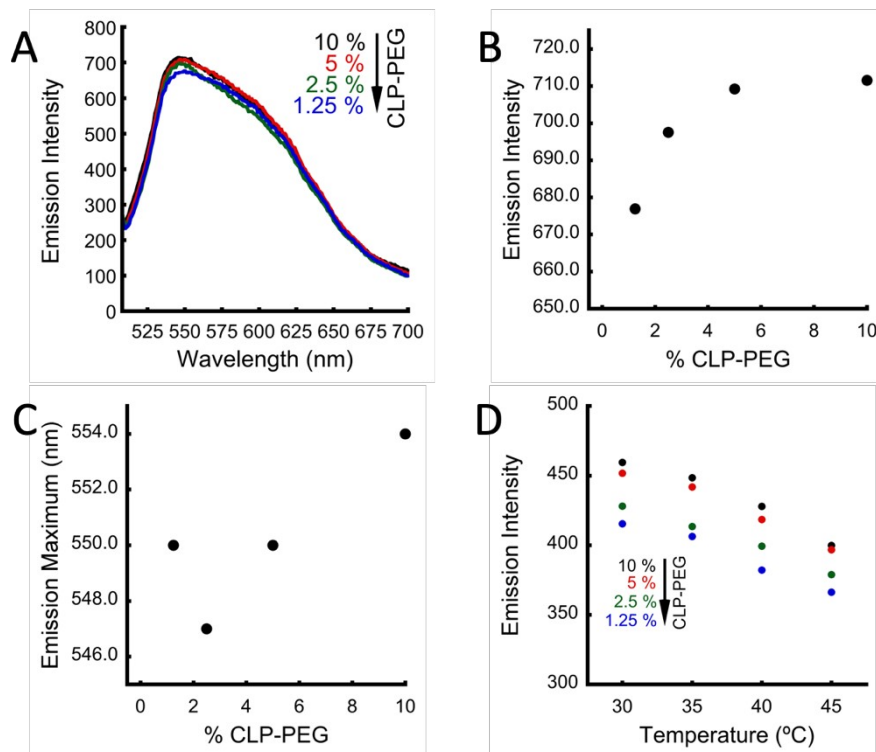 A
Emission Intensity
800
700
600
500
400
300
200
100
0
10 %
5 %
2.5 %
1.25 %
CLP-PEG
525 550 575 600 625 650 675 700
Wavelength (nm)
B
Emission Intensity
720.0
710.0
700.0
690.0
680.0
670.0
660.0
650.0
0 2 4 6 8 10
% CLP-PEG
C
Emission Maximum (nm)
554.0
552.0
550.0
548.0
546.0
0 2 4 6 8 10
% CLP-PEG
D
Emission Intensity
500
450
400
350
300
10 %
5 %
2.5 %
1.25 %
CLP-PEG
30 35 40 45
Temperature (ºC)